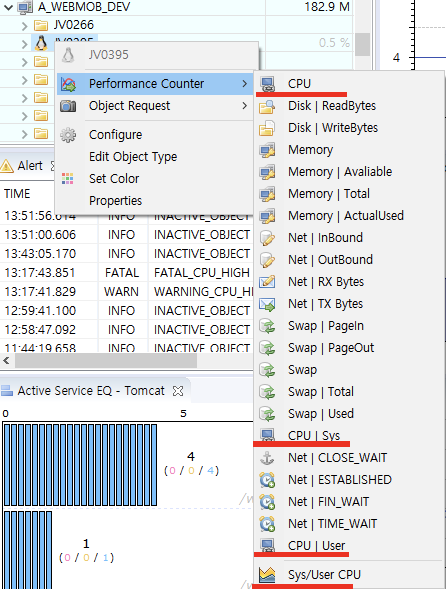 A_WEBMOB_DEV 182.9 M
JV0266
JV0395 0.5 %
JV0395
Performance Counter
Object Request
Configure
Edit Object Type
Set Color
Properties
CPU
Disk | ReadBytes
Disk | WriteBytes
Memory
Memory | Avaliable
Memory | Total
Memory | ActualUsed
Net | InBound
Net | OutBound
Net | RX Bytes
Net | TX Bytes
Swap | PageIn
Swap | PageOut
Swap
Swap | Total
Swap | Used
CPU | Sys
Net | CLOSE_WAIT
Net | ESTABLISHED
Net | FIN_WAIT
Net | TIME_WAIT
CPU | User
Sys/User CPU
4
Alert
TIME
13:51:56.614 INFO INACTIVE_OBJECT
13:51:00.606 INFO INACTIVE_OBJECT
13:43:05.170 INFO INACTIVE_OBJECT
13:17:43.851 FATAL FATAL_CPU_HIGH
13:17:41.829 WARN WARNING_CPU_H
12:59:41.100 INFO INACTIVE_OBJECT
12:58:47.092 INFO INACTIVE_OBJECT
11:44:19.658 INFO INACTIVE_OBJECT
Active Service EQ - Tomcat
0 5
4
(0 / 0 / 4)
1
(0 / 0 / 1)